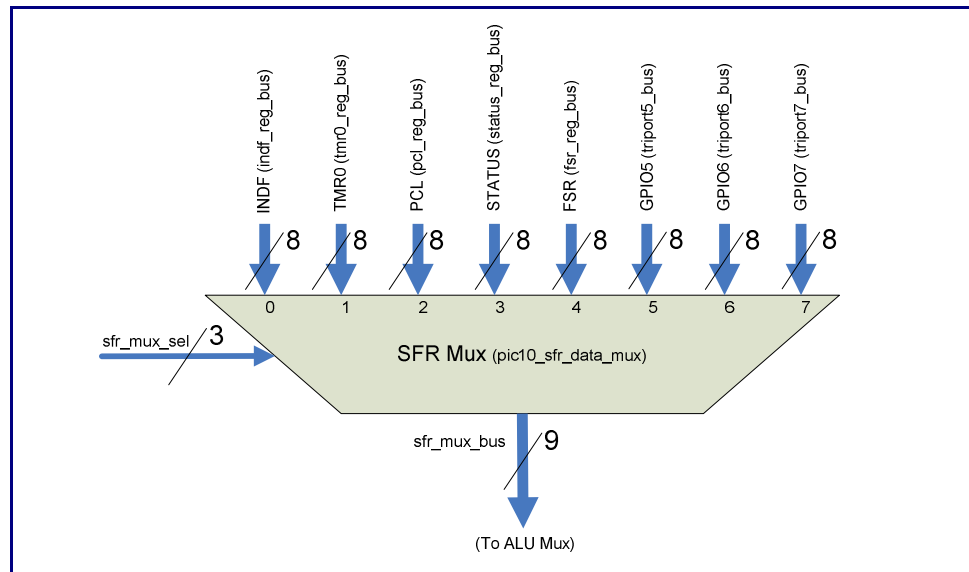 INDF (indf_reg_bus)
TMR0 (tmr0_reg_bus)
PCL (pcl_reg_bus)
STATUS (status_reg_bus)
FSR (fsr_reg_bus)
GPIO5 (triport5_bus)
GPIO6 (triport6_bus)
GPIO7 (triport7_bus)
8 8 8 8 8 8 8 8
0 1 2 3 4 5 6 7
sfr_mux_sel 3
SFR Mux (pic10_sfr_data_mux)
sfr_mux_bus 9
(To ALU Mux)